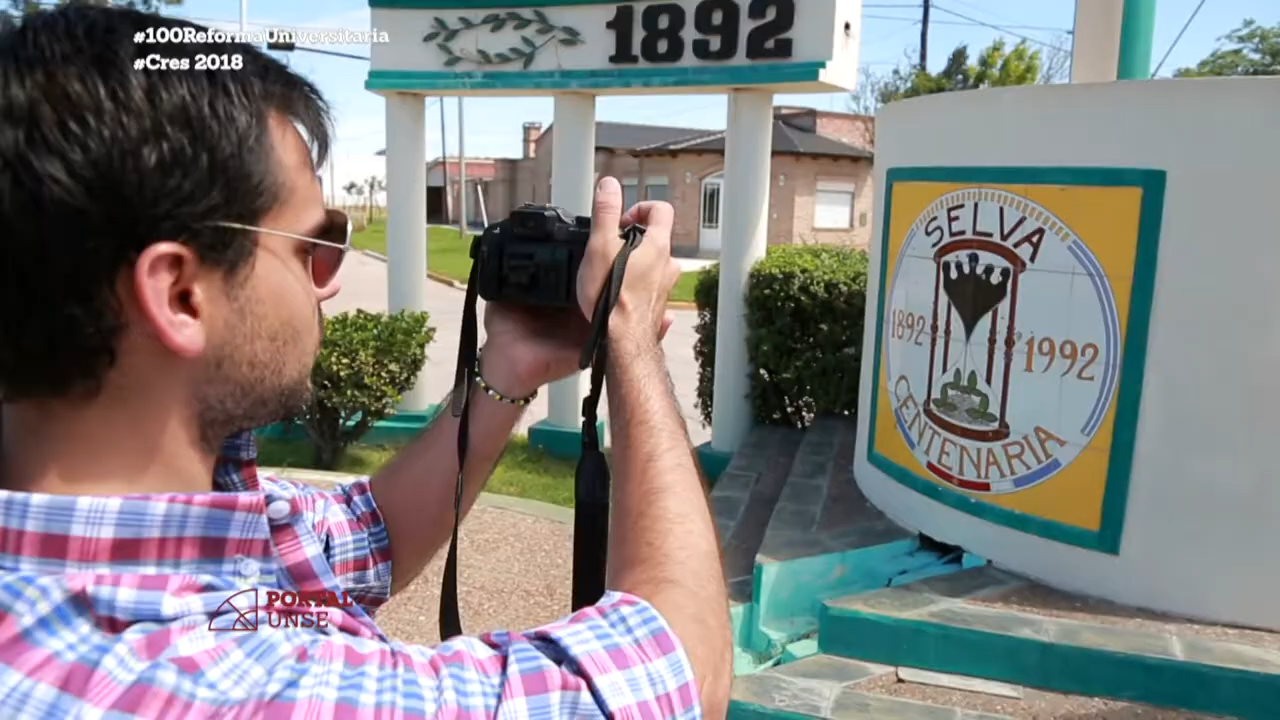 #100ReformaUniversitaria
#Cres 2018
1892
SELVA
1892 1992
CENTENARIA
PORTAL
UNSE